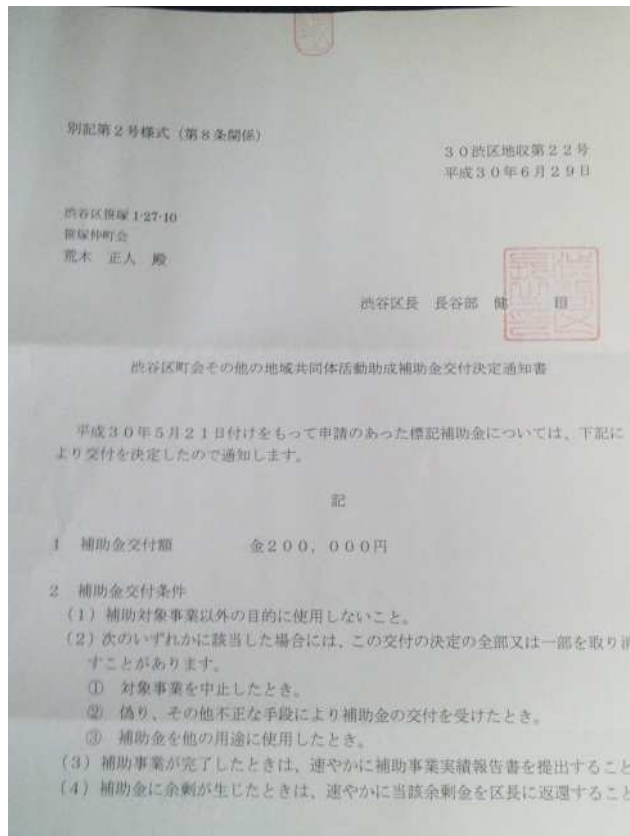 別記第2号様式（第8条関係）
30渋区地収第22号
平成30年6月29日
渋谷区笹塚 1-27-10
笹塚仲町会
荒木 正人 殿
渋谷区長 長谷部 健
渋谷区町会その他の地域共同体活動助成補助金交付決定通知書
平成30年5月21日付けをもって申請のあった標記補助金については、下記に
より交付を決定したので通知します。
記
1 補助金交付額 金200,000円
2 補助金交付条件
（1）補助対象事業以外の目的に使用しないこと。
（2）次のいずれかに該当した場合には、この交付の決定の全部又は一部を取り消
すことがあります。
① 対象事業を中止したとき。
② 偽り、その他不正な手段により補助金の交付を受けたとき。
③ 補助金を他の用途に使用したとき。
（3）補助事業が完了したときは、速やかに補助事業実績報告書を提出すること
（4）補助金に余剰が生じたときは、速やかに当該余剰金を区長に返還すること